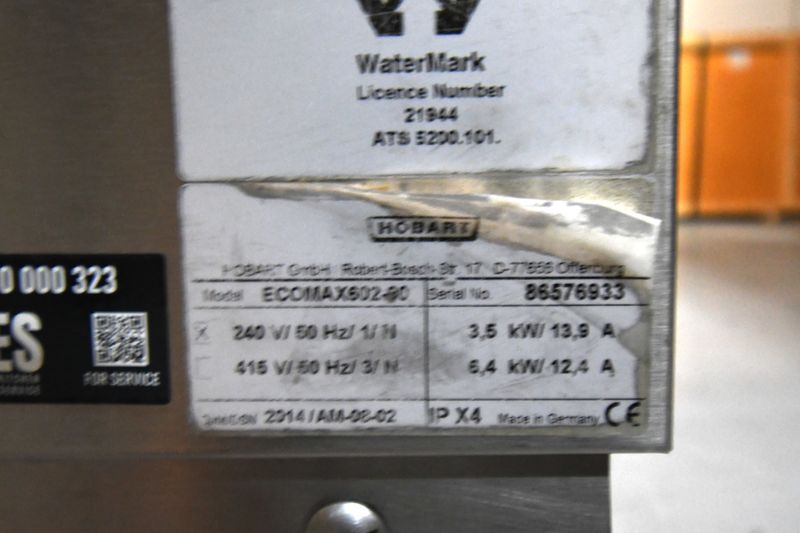 WaterMark
Licence Number
21944
ATS 5200.101.
HOBART
HOBART GmbH Robert-Bosch-Str. 17 D-77656 Offenburg
Model ECOMAX602-90 Serial No. 86576933
X 240 V/ 50 Hz/ 1/ N 3,5 kW/ 13,9 A
415 V/ 50 Hz/ 3/ N 6,4 kW/ 12,4 A
2014/AM-08-02 IP X4 Made in Germany CE
0 000 323
ES
FOR SERVICE